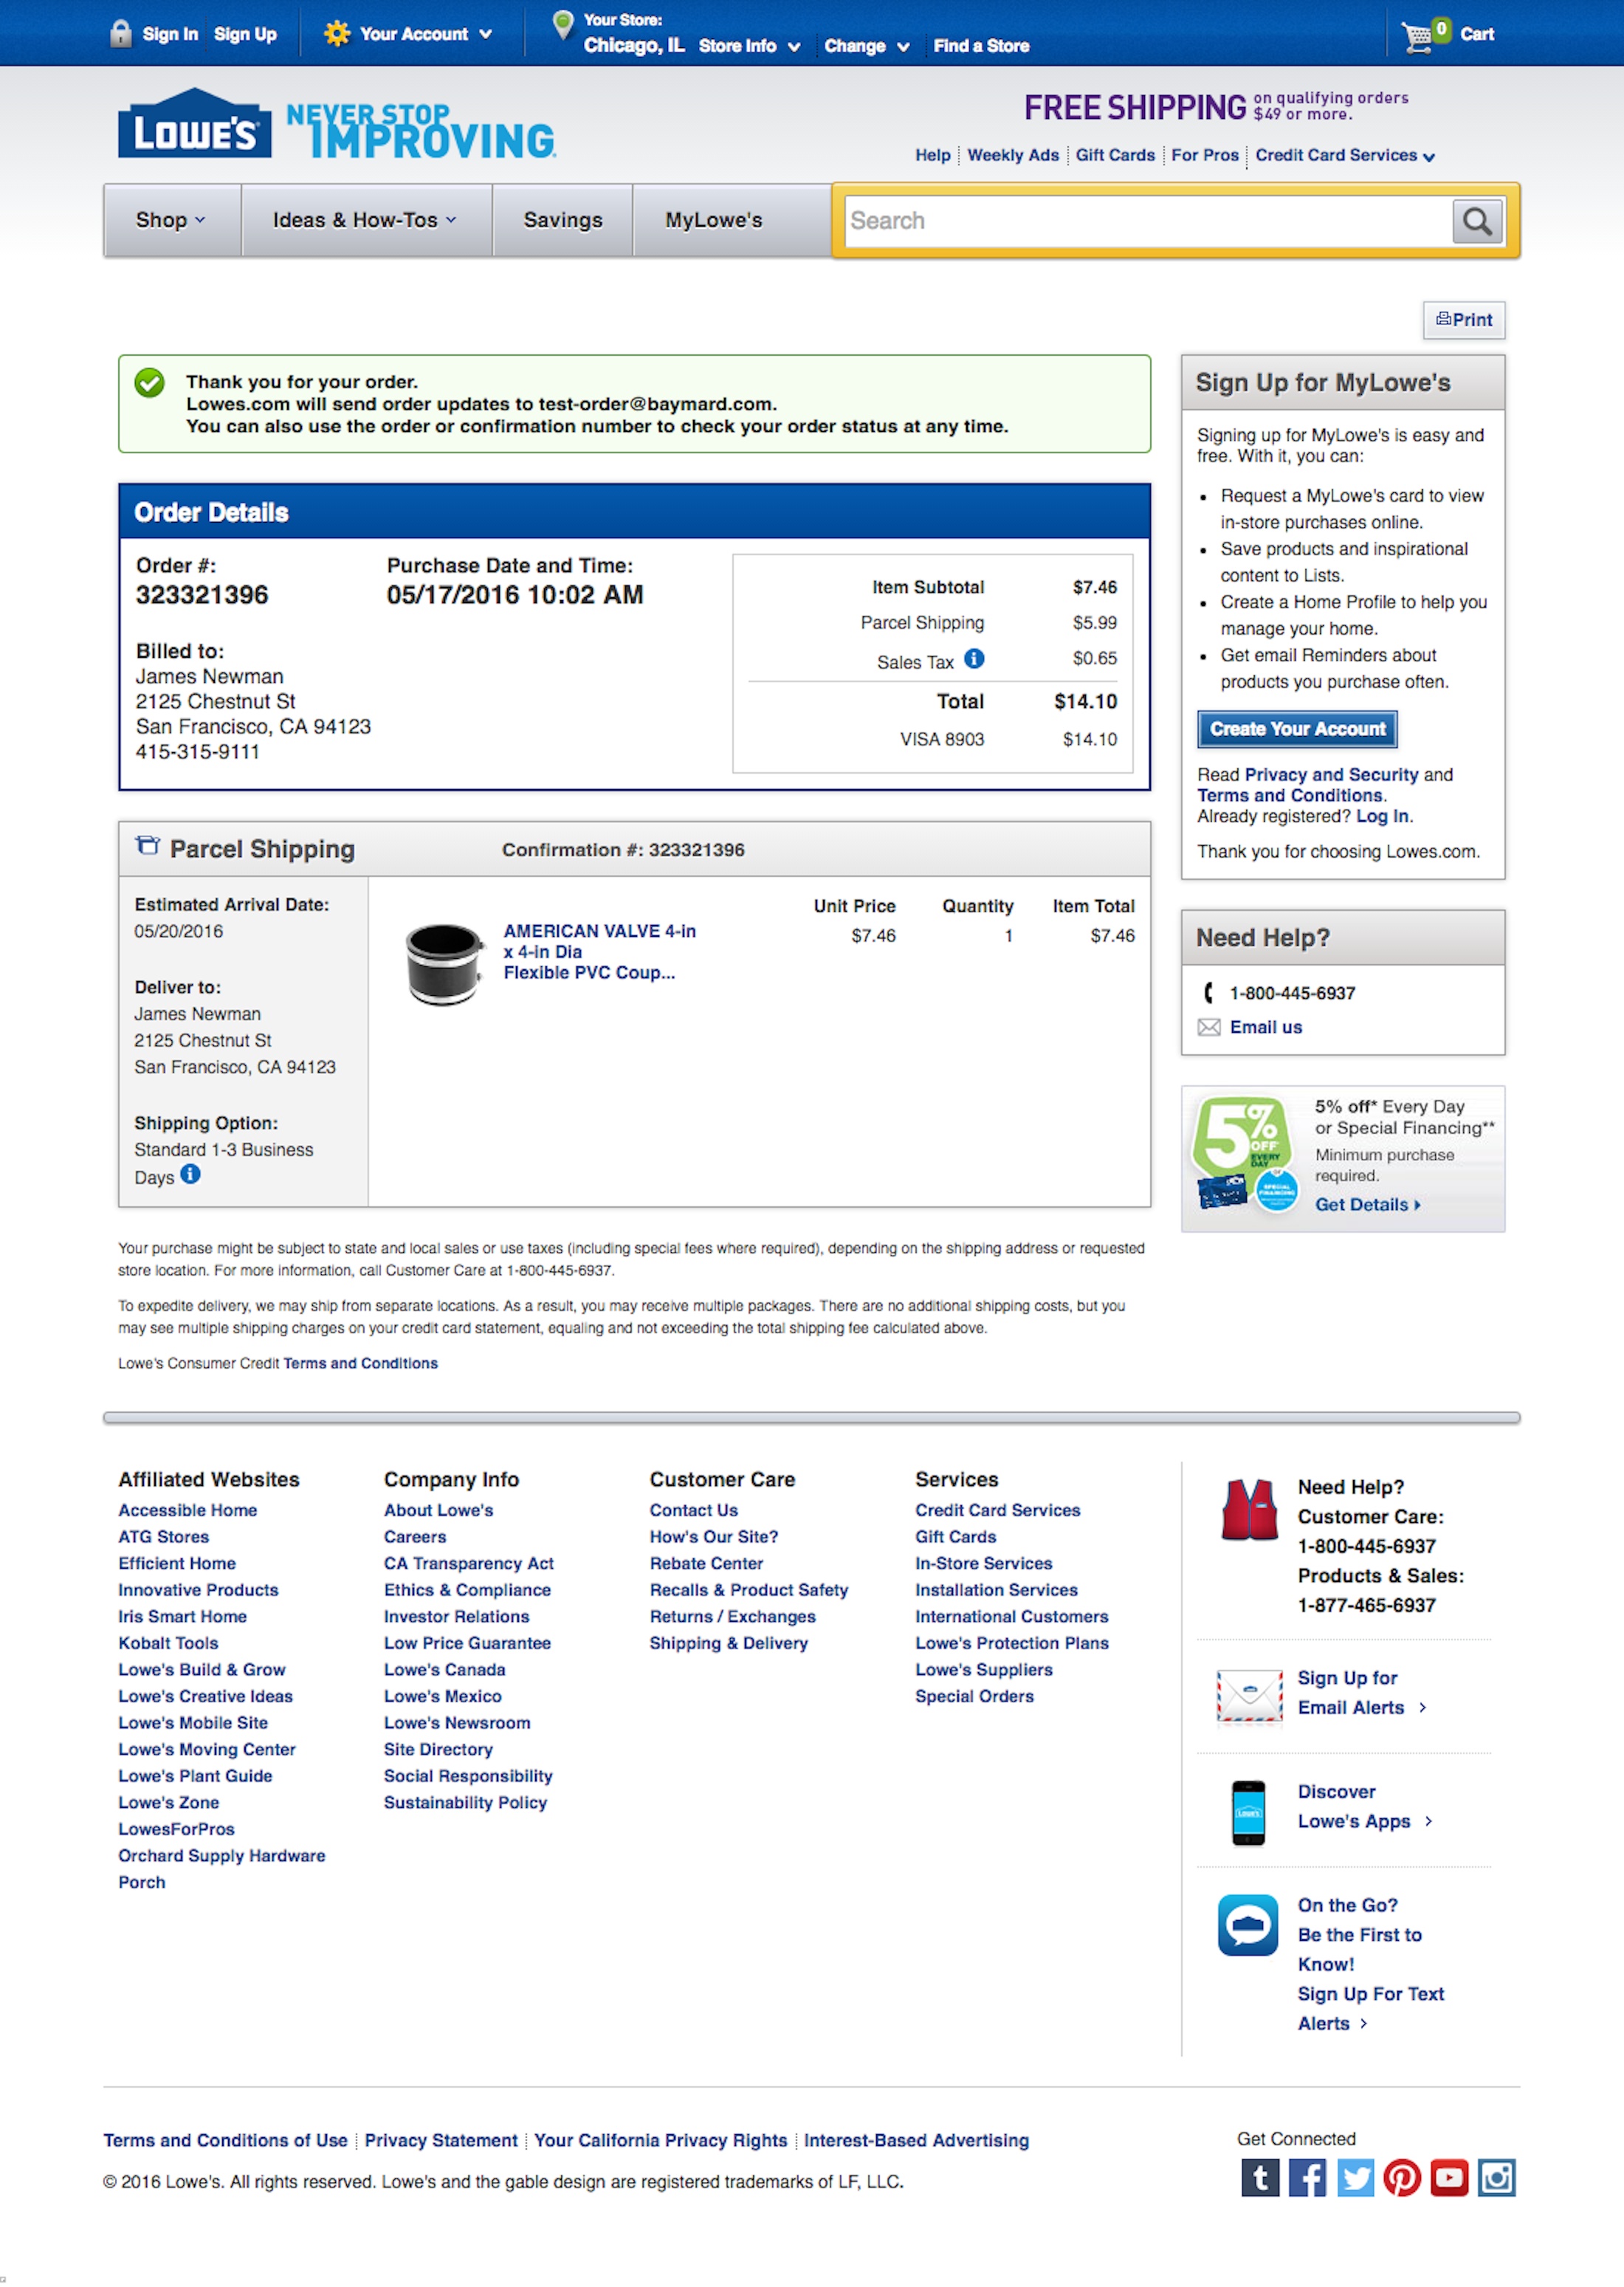 Sign In Sign Up Your Account
Your Store:
Chicago, IL Store Info Change Find a Store
0 Cart
LOWE'S
NEVER STOP
IMPROVING
FREE SHIPPING on qualifying orders
$49 or more.
Help Weekly Ads Gift Cards For Pros Credit Card Services
Shop Ideas & How-Tos Savings MyLowe's Search
Print
Thank you for your order.
Lowes.com will send order updates to test-order@baymard.com.
You can also use the order or confirmation number to check your order status at any time.
Order Details
Order #:
323321396
Purchase Date and Time:
05/17/2016 10:02 AM
Billed to:
James Newman
2125 Chestnut St
San Francisco, CA 94123
415-315-9111
Item Subtotal $7.46
Parcel Shipping $5.99
Sales Tax $0.65
Total $14.10
VISA 8903 $14.10
Parcel Shipping Confirmation #: 323321396
Estimated Arrival Date:
05/20/2016
Deliver to:
James Newman
2125 Chestnut St
San Francisco, CA 94123
Shipping Option:
Standard 1-3 Business
Days
AMERICAN VALVE 4-in
x 4-in Dia
Flexible PVC Coup...
Unit Price Quantity Item Total
$7.46 1 $7.46
Sign Up for MyLowe's
Signing up for MyLowe's is easy and
free. With it, you can:
• Request a MyLowe's card to view
in-store purchases online.
• Save products and inspirational
content to Lists.
• Create a Home Profile to help you
manage your home.
• Get email Reminders about
products you purchase often.
Create Your Account
Read Privacy and Security and
Terms and Conditions.
Already registered? Log In.
Thank you for choosing Lowes.com.
Need Help?
1-800-445-6937
Email us
5%
OFF
EVERY
DAY
or
SPECIAL
FINANCING
5% off* Every Day
or Special Financing**
Minimum purchase
required.
Get Details
Your purchase might be subject to state and local sales or use taxes (including special fees where required), depending on the shipping address or requested
store location. For more information, call Customer Care at 1-800-445-6937.
To expedite delivery, we may ship from separate locations. As a result, you may receive multiple packages. There are no additional shipping costs, but you
may see multiple shipping charges on your credit card statement, equaling and not exceeding the total shipping fee calculated above.
Lowe's Consumer Credit Terms and Conditions
Affiliated Websites
Accessible Home
ATG Stores
Efficient Home
Innovative Products
Iris Smart Home
Kobalt Tools
Lowe's Build & Grow
Lowe's Creative Ideas
Lowe's Mobile Site
Lowe's Moving Center
Lowe's Plant Guide
Lowe's Zone
LowesForPros
Orchard Supply Hardware
Porch
Company Info
About Lowe's
Careers
CA Transparency Act
Ethics & Compliance
Investor Relations
Low Price Guarantee
Lowe's Canada
Lowe's Mexico
Lowe's Newsroom
Site Directory
Social Responsibility
Sustainability Policy
Customer Care
Contact Us
How's Our Site?
Rebate Center
Recalls & Product Safety
Returns / Exchanges
Shipping & Delivery
Services
Credit Card Services
Gift Cards
In-Store Services
Installation Services
International Customers
Lowe's Protection Plans
Lowe's Suppliers
Special Orders
Need Help?
Customer Care:
1-800-445-6937
Products & Sales:
1-877-465-6937
Sign Up for
Email Alerts
LOWE'S
Discover
Lowe's Apps
On the Go?
Be the First to
Know!
Sign Up For Text
Alerts
Terms and Conditions of Use Privacy Statement Your California Privacy Rights Interest-Based Advertising
© 2016 Lowe's. All rights reserved. Lowe's and the gable design are registered trademarks of LF, LLC.
Get Connected